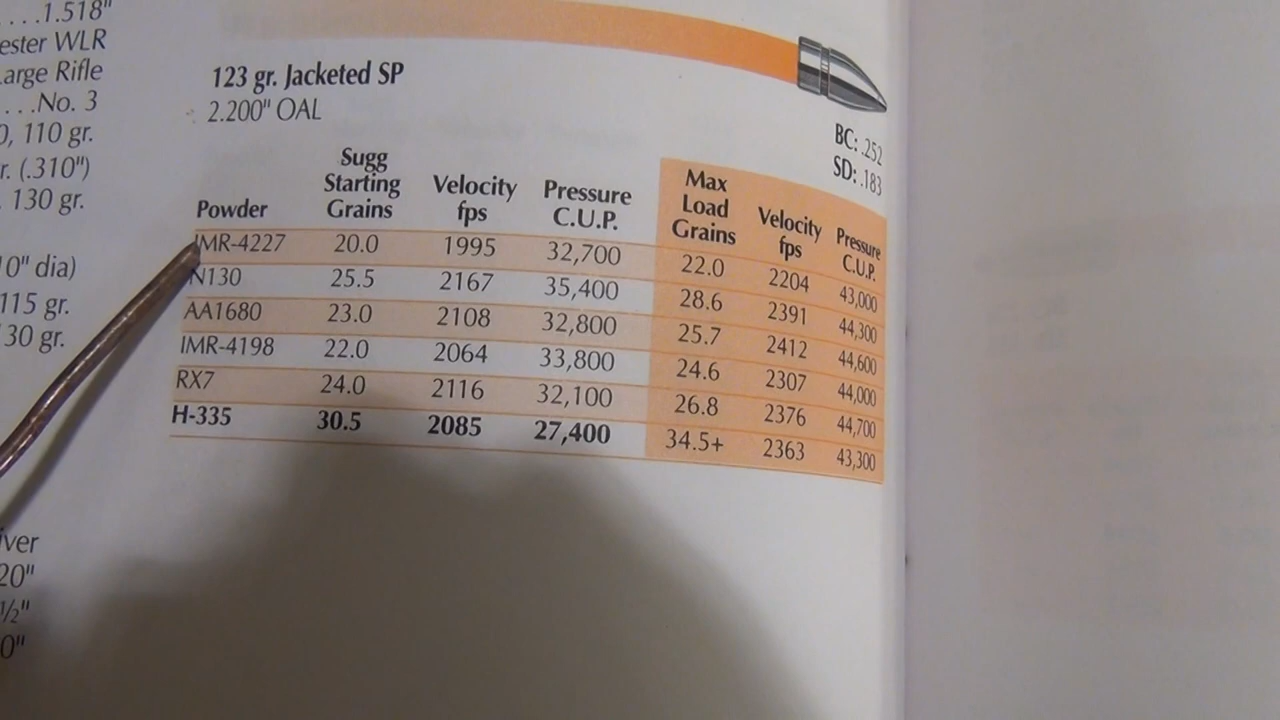 ....1.518"
ester WLR
Large Rifle
....No. 3
0, 110 gr.
r. (.310")
130 gr.
10" dia)
115 gr.
30 gr.
iver
20"
1/2"
0"
123 gr. Jacketed SP
2.200" OAL
BC: .252
SD: .183
Powder Sugg Starting Grains Velocity fps Pressure C.U.P. Max Load Grains Velocity fps Pressure C.U.P.
IMR-4227 20.0 1995 32,700 22.0 2204 43,000
N130 25.5 2167 35,400 28.6 2391 44,300
AA1680 23.0 2108 32,800 25.7 2412 44,600
IMR-4198 22.0 2064 33,800 24.6 2307 44,000
RX7 24.0 2116 32,100 26.8 2376 44,700
H-335 30.5 2085 27,400 34.5+ 2363 43,300